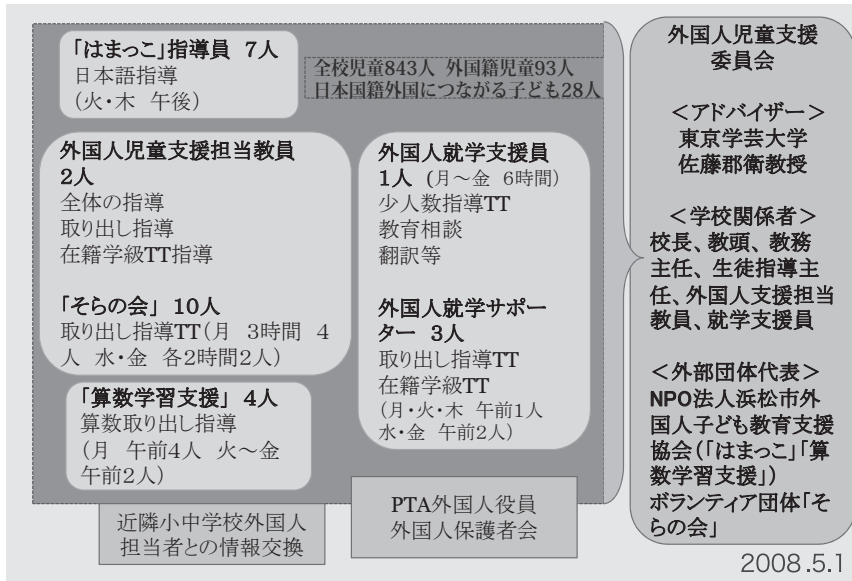 「はまっこ」指導員 7人
日本語指導
(火・木 午後)
全校児童843人 外国籍児童93人
日本国籍外国につながる子ども28人
外国人児童支援担当教員
2人
全体の指導
取り出し指導
在籍学級TT指導
「そらの会」 10人
取り出し指導TT(月 3時間 4
人 水・金 各2時間2人)
「算数学習支援」 4人
算数取り出し指導
(月 午前4人 火～金
午前2人)
外国人就学支援員
1人 (月～金 6時間)
少人数指導TT
教育相談
翻訳等
外国人就学サポー
ター 3人
取り出し指導TT
在籍学級TT
(月・火・木 午前1人
水・金 午前2人)
近隣小中学校外国人
担当者との情報交換
PTA外国人役員
外国人保護者会
外国人児童支援
委員会
＜アドバイザー＞
東京学芸大学
佐藤郡衛教授
＜学校関係者＞
校長、教頭、教務
主任、生徒指導主
任、外国人支援担当
教員、就学支援員
＜外部団体代表＞
NPO法人浜松市外
国人子ども教育支援
協会(「はまっこ」「算
数学習支援」)
ボランティア団体「そ
らの会」
2008.5.1